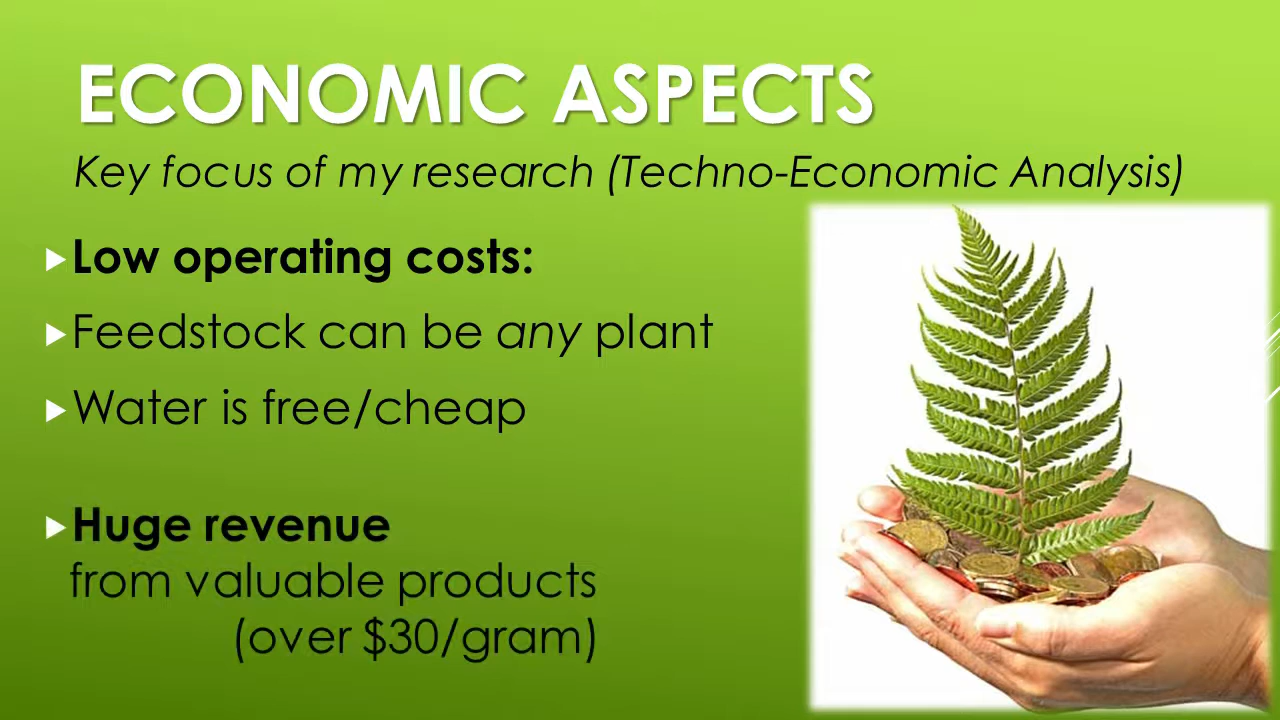 ECONOMIC ASPECTS
Key focus of my research (Techno-Economic Analysis)
Low operating costs:
Feedstock can be any plant
Water is free/cheap
Huge revenue
from valuable products
(over $30/gram)